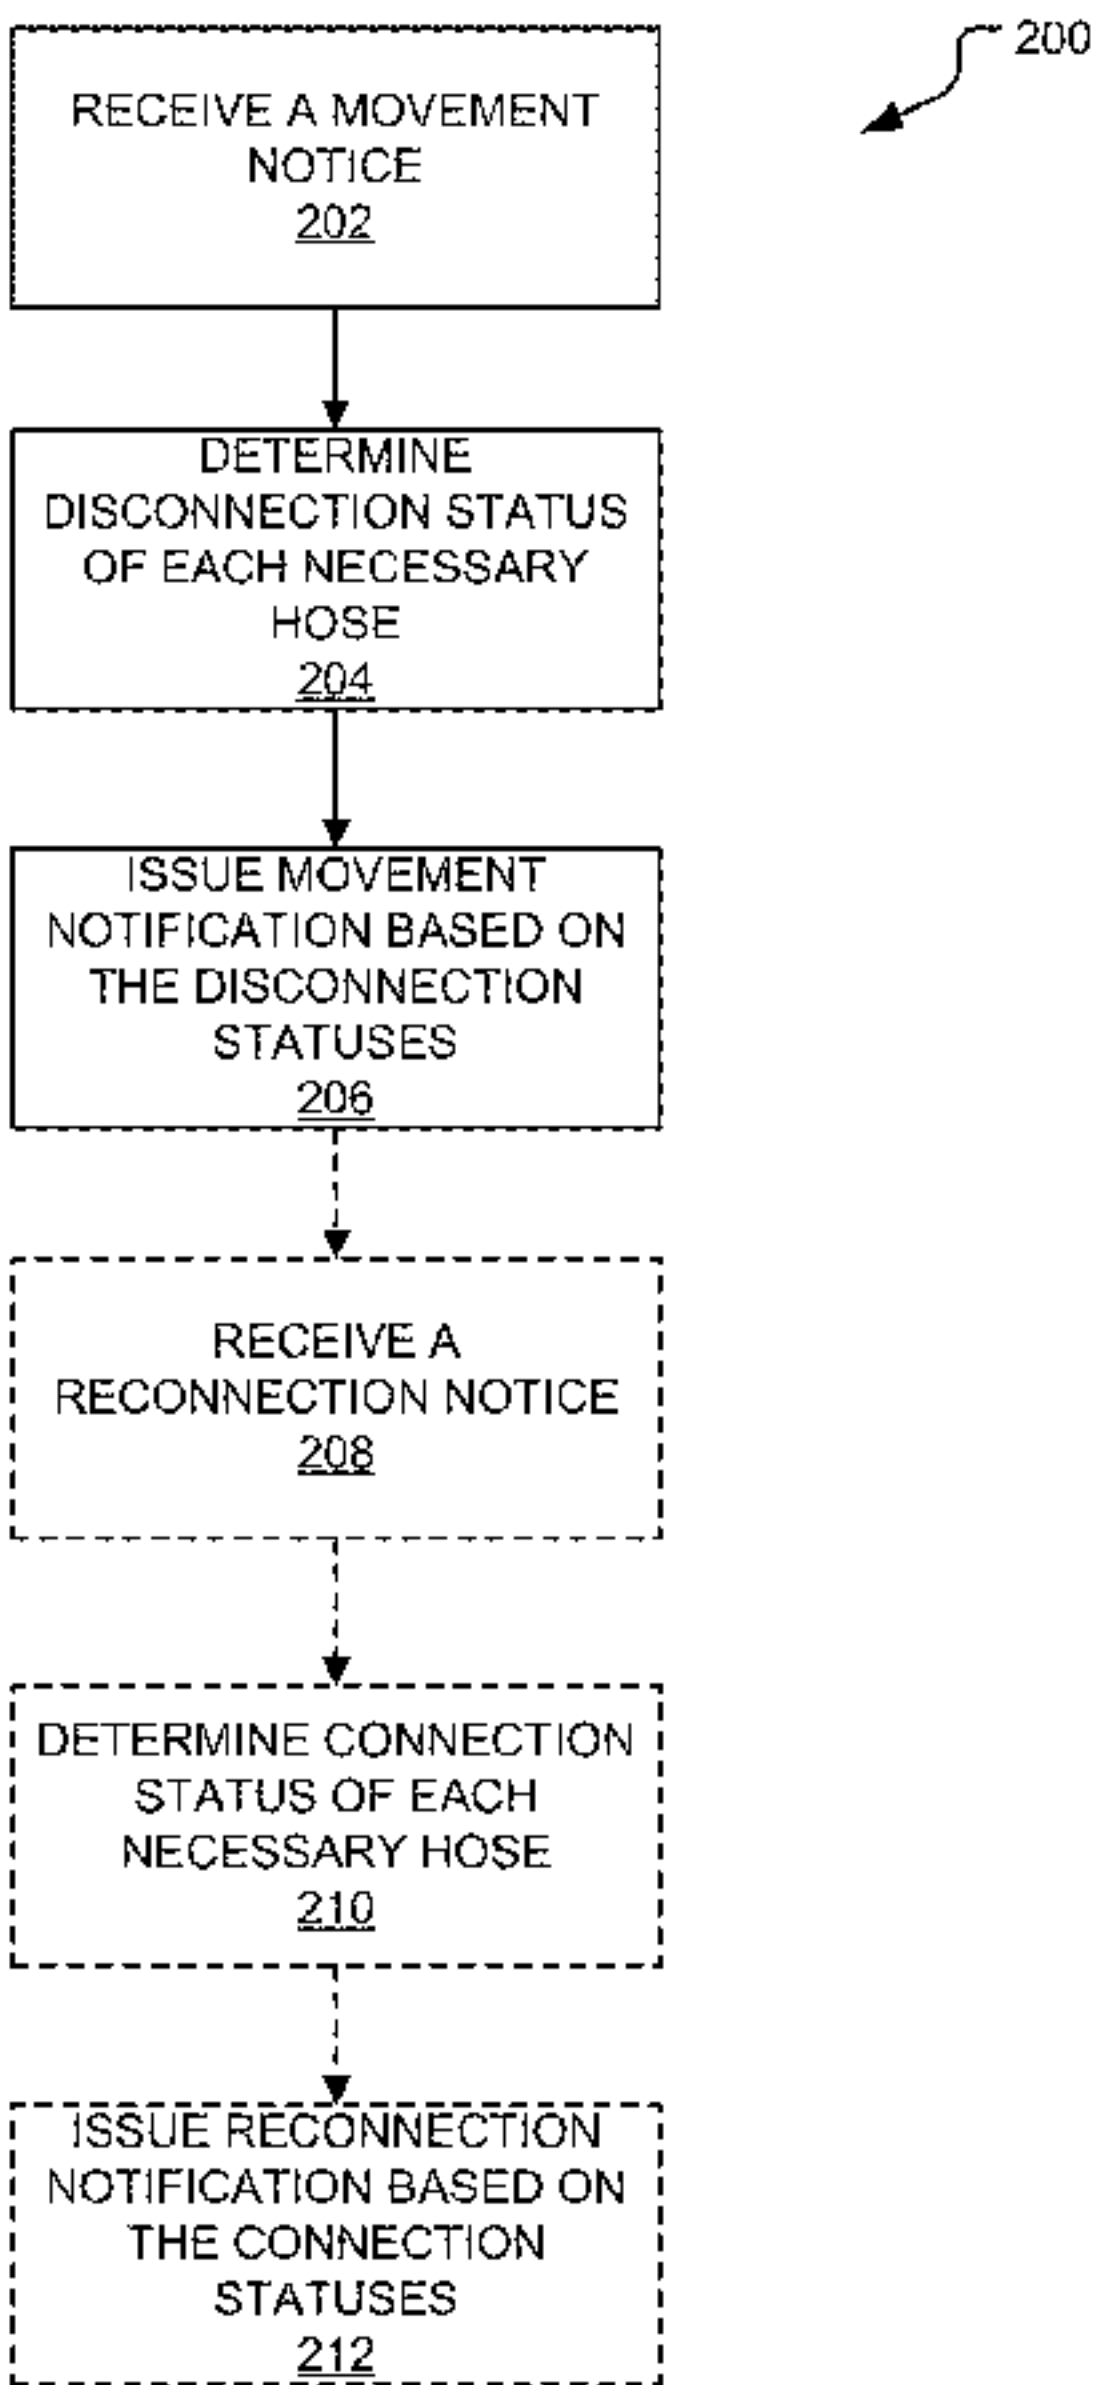 200
RECEIVE A MOVEMENT
NOTICE
202
DETERMINE
DISCONNECTION STATUS
OF EACH NECESSARY
HOSE
204
ISSUE MOVEMENT
NOTIFICATION BASED ON
THE DISCONNECTION
STATUSES
206
RECEIVE A
RECONNECTION NOTICE
208
DETERMINE CONNECTION
STATUS OF EACH
NECESSARY HOSE
210
ISSUE RECONNECTION
NOTIFICATION BASED ON
THE CONNECTION
STATUSES
212